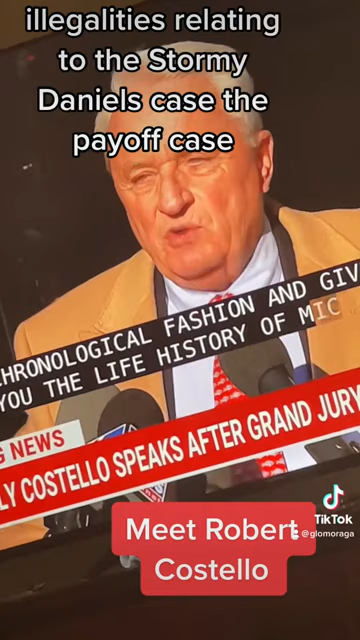 illegalities relating
to the Stormy
Daniels case the
payoff case
CHRONOLOGICAL FASHION AND GIV
YOU THE LIFE HISTORY OF MIC
G NEWS
LY COSTELLO SPEAKS AFTER GRAND JURY
Meet Robert
Costello
TikTok
@glomoraga